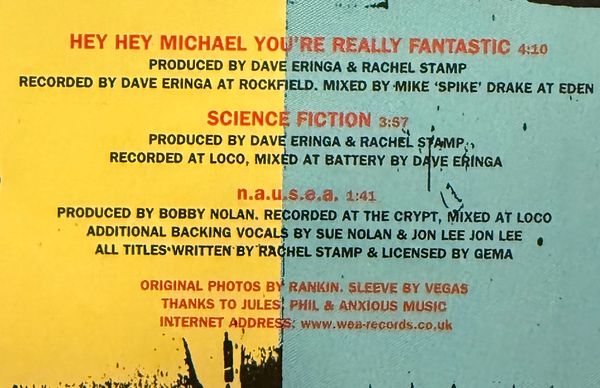 HEY HEY MICHAEL YOU'RE REALLY FANTASTIC 4:10
PRODUCED BY DAVE ERINGA & RACHEL STAMP
RECORDED BY DAVE ERINGA AT ROCKFIELD. MIXED BY MIKE 'SPIKE' DRAKE AT EDEN
SCIENCE FICTION 3:57
PRODUCED BY DAVE ERINGA & RACHEL STAMP
RECORDED AT LOCO, MIXED AT BATTERY BY DAVE ERINGA
n.a.u.s.e.a. 1:41
PRODUCED BY BOBBY NOLAN. RECORDED AT THE CRYPT, MIXED AT LOCO
ADDITIONAL BACKING VOCALS BY SUE NOLAN & JON LEE JON LEE
ALL TITLES WRITTEN BY RACHEL STAMP & LICENSED BY GEMA
ORIGINAL PHOTOS BY RANKIN. SLEEVE BY VEGAS
THANKS TO JULES, PHIL & ANXIOUS MUSIC
INTERNET ADDRESS: www.wea-records.co.uk